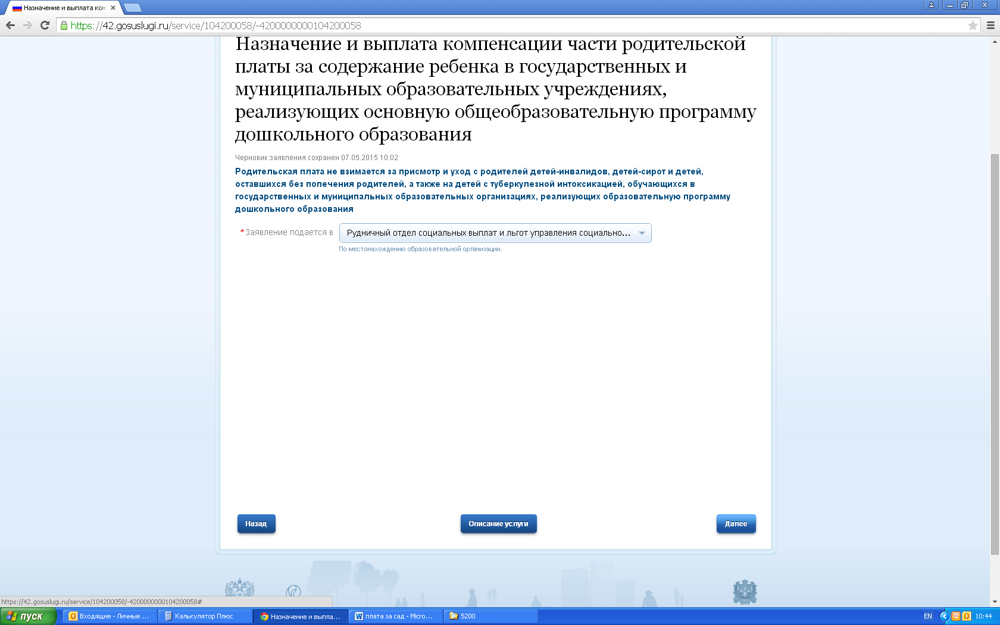 Назначение и выплата ком
https://42.gosuslugi.ru/service/104200058/-4200000000104200058
Назначение и выплата компенсации части родительской
платы за содержание ребенка в государственных и
муниципальных образовательных учреждениях,
реализующих основную общеобразовательную программу
дошкольного образования
Черновик заявления сохранен 07.05.2015 10:02
Родительская плата не взимается за присмотр и уход с родителей детей-инвалидов, детей-сирот и детей,
оставшихся без попечения родителей, а также на детей с туберкулезной интоксикацией, обучающихся в
государственных и муниципальных образовательных организациях, реализующих образовательную программу
дошкольного образования
*Заявление подается в Рудничный отдел социальных выплат и льгот управления социально...
По местонахождению образовательной организации.
Назад Описание услуги Далее
https://42.gosuslugi.ru/service/104200058/-4200000000104200058#
пуск Входящие - Личные ... Калькулятор Плюс Назначение и выпла... плата за сад - Micro... 5200 EN 10:44